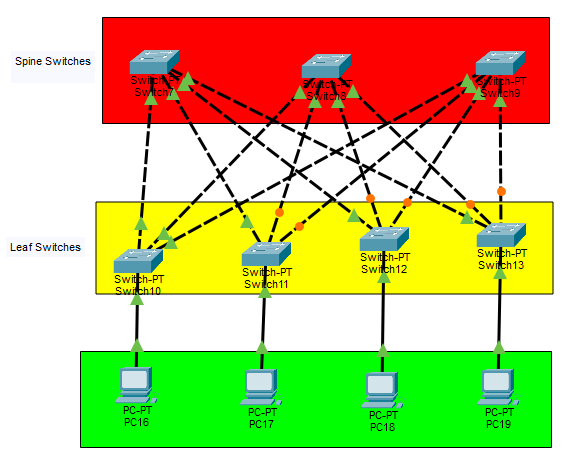 Spine Switches
Switch-PT
Switch7
Switch-PT
Switch8
Switch-PT
Switch9
Leaf Switches
Switch-PT
Switch10
Switch-PT
Switch11
Switch-PT
Switch12
Switch-PT
Switch13
PC-PT
PC16
PC-PT
PC17
PC-PT
PC18
PC-PT
PC19